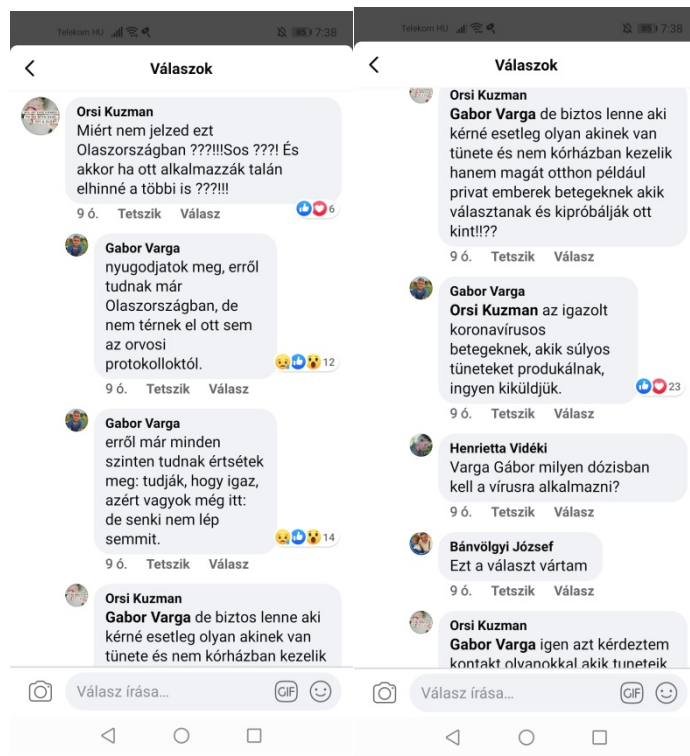 Telekom HU
85 7:38
Válaszok
Orsi Kuzman
Miért nem jelzed ezt
Olaszországban ???!!!Sos ???! És
akkor ha ott alkalmazzák talán
elhinné a többi is ???!!!
9 ó. Tetszik Válasz
6
Gabor Varga
nyugodjatok meg, erről
tudnak már
Olaszországban, de
nem térnek el ott sem
az orvosi
protokolloktól.
12
9 ó. Tetszik Válasz
Gabor Varga
erről már minden
szinten tudnak értsétek
meg: tudják, hogy igaz,
azért vagyok még itt:
de senki nem lép
semmit.
14
9 ó. Tetszik Válasz
Orsi Kuzman
Gabor Varga de biztos lenne aki
kérné esetleg olyan akinek van
tünete és nem kórházban kezelik
Válasz írása...
GIF
Telekom HU
85 7:38
Válaszok
Orsi Kuzman
Gabor Varga de biztos lenne aki
kérné esetleg olyan akinek van
tünete és nem kórházban kezelik
hanem magát otthon például
privat emberek betegeknek akik
választanak és kipróbálják ott
kint!!??
9 ó. Tetszik Válasz
Gabor Varga
Orsi Kuzman az igazolt
koronavírusos
betegeknek, akik súlyos
tüneteket produkálnak,
ingyen kiküldjük.
23
9 ó. Tetszik Válasz
Henrietta Vidéki
Varga Gábor milyen dózisban
kell a vírusra alkalmazni?
9 ó. Tetszik Válasz
Bánvölgyi József
Ezt a választ vártam
9 ó. Tetszik Válasz
Orsi Kuzman
Gabor Varga igen azt kérdeztem
kontakt olyanokkal akik tuneteik
Válasz írása...
GIF